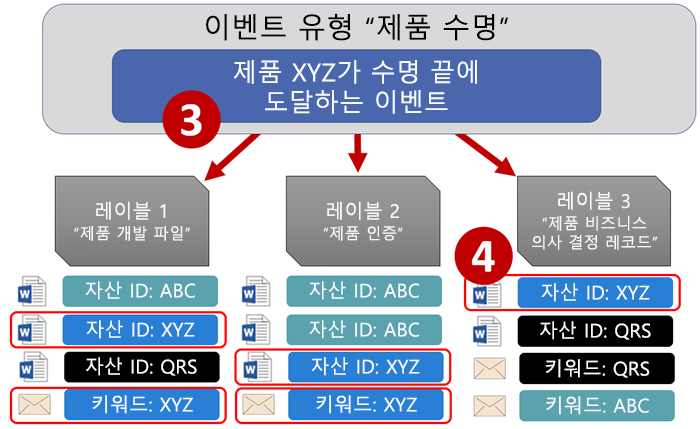 이벤트 유형 “제품 수명”
제품 XYZ가 수명 끝에
도달하는 이벤트
3
레이블 1
“제품 개발 파일”
레이블 2
“제품 인증”
레이블 3
“제품 비즈니스
의사 결정 레코드”
4
자산 ID: ABC
자산 ID: XYZ
자산 ID: QRS
키워드: XYZ
자산 ID: ABC
자산 ID: ABC
자산 ID: XYZ
키워드: XYZ
자산 ID: XYZ
자산 ID: QRS
키워드: QRS
키워드: ABC